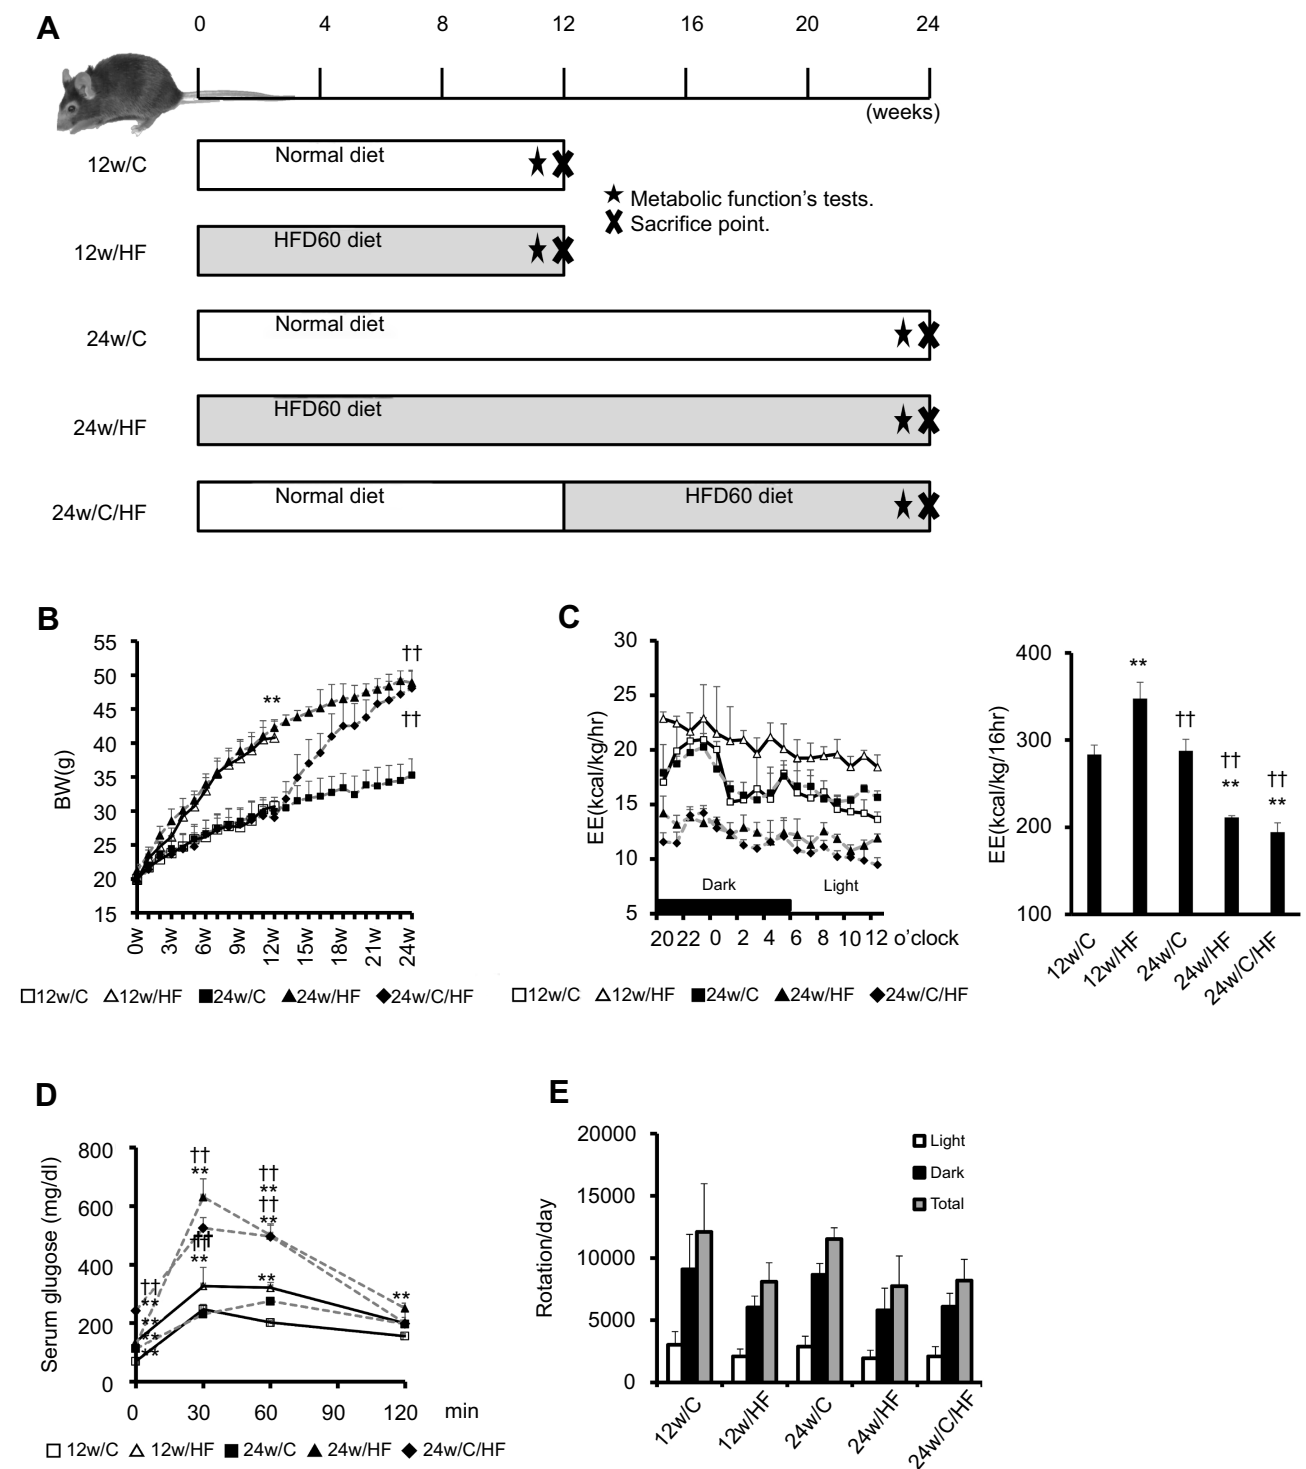 A
0 4 8 12 16 20 24
(weeks)
12w/C
Normal diet
Metabolic function's tests.
Sacrifice point.
12w/HF
HFD60 diet
24w/C
Normal diet
24w/HF
HFD60 diet
24w/C/HF
Normal diet
HFD60 diet
B
BW(g)
55
50
45
40
35
30
25
20
15
††
**
††
0w 3w 6w 9w 12w 15w 18w 21w 24w
12w/C 12w/HF 24w/C 24w/HF 24w/C/HF
C
EE(kcal/kg/hr)
30
25
20
15
10
5
Dark Light
20 22 0 2 4 6 8 10 12 o'clock
12w/C 12w/HF 24w/C 24w/HF 24w/C/HF
EE(kcal/kg/16hr)
400
300
200
100
**
††
††
**
††
**
12w/C 12w/HF 24w/C 24w/HF 24w/C/HF
D
Serum glugose (mg/dl)
800
600
400
200
0
††
**
††
**
††
**
††
**
**
**
††
**
**
**
**
0 30 60 90 120 min
12w/C 12w/HF 24w/C 24w/HF 24w/C/HF
E
Rotation/day
20000
15000
10000
5000
0
Light
Dark
Total
12w/C 12w/HF 24w/C 24w/HF 24w/C/HF